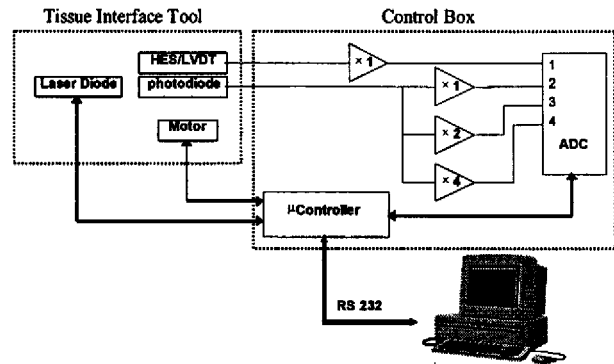 Tissue Interface Tool
Control Box
HES/LVDT
Laser Diode
photodiode
Motor
× 1
× 1
× 2
× 4
1
2
3
4
ADC
µController
RS 232